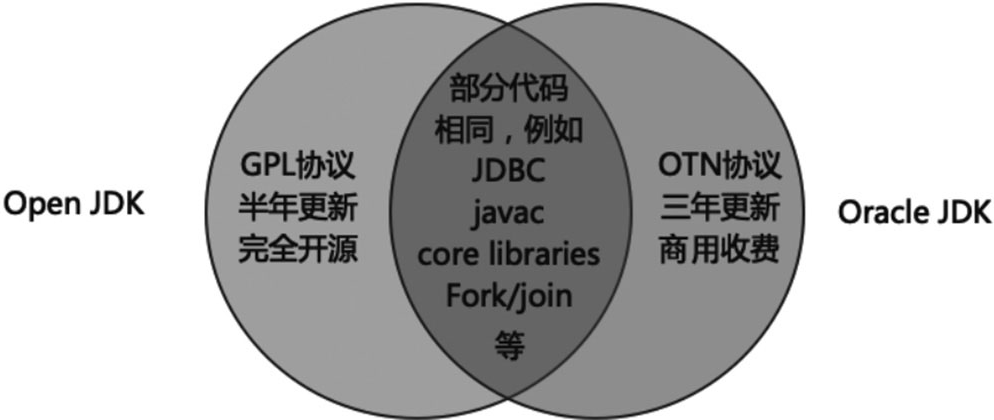 Open JDK
GPL协议
半年更新
完全开源
部分代码
相同，例如
JDBC
javac
core libraries
Fork/join
等
OTN协议
三年更新
商用收费
Oracle JDK